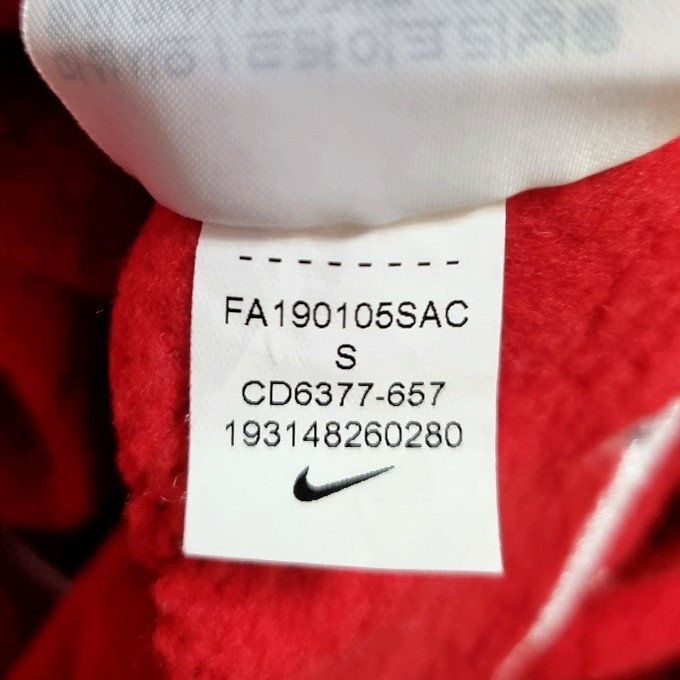 - - - - - - - -
FA190105SAC
S
CD6377-657
193148260280